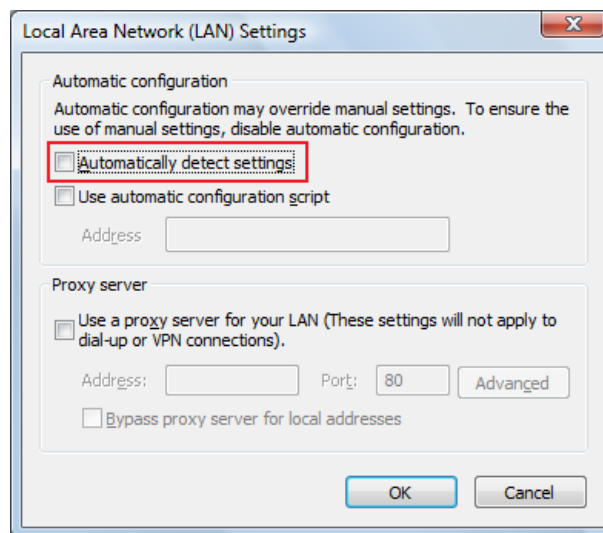 Local Area Network (LAN) Settings
Automatic configuration
Automatic configuration may override manual settings. To ensure the
use of manual settings, disable automatic configuration.
Automatically detect settings
Use automatic configuration script
Address
Proxy server
Use a proxy server for your LAN (These settings will not apply to
dial-up or VPN connections).
Address: Port: 80 Advanced
Bypass proxy server for local addresses
OK Cancel